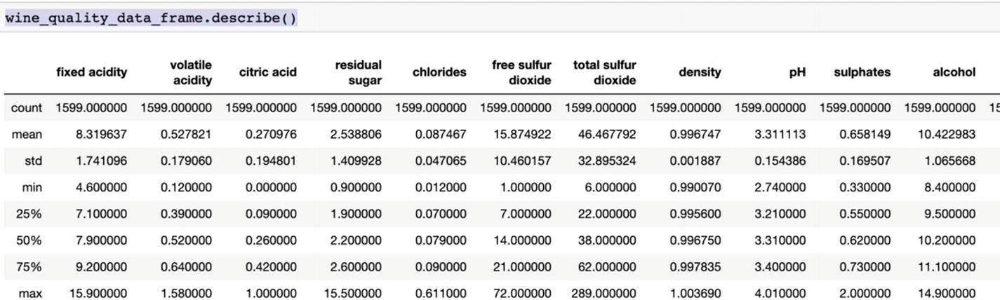 wine_quality_data_frame.describe()
fixed acidity volatile acidity citric acid residual sugar chlorides free sulfur dioxide total sulfur dioxide density pH sulphates alcohol
count 1599.000000 1599.000000 1599.000000 1599.000000 1599.000000 1599.000000 1599.000000 1599.000000 1599.000000 1599.000000 1599.000000 15
mean 8.319637 0.527821 0.270976 2.538806 0.087467 15.874922 46.467792 0.996747 3.311113 0.658149 10.422983
std 1.741096 0.179060 0.194801 1.409928 0.047065 10.460157 32.895324 0.001887 0.154386 0.169507 1.065668
min 4.600000 0.120000 0.000000 0.900000 0.012000 1.000000 6.000000 0.990070 2.740000 0.330000 8.400000
25% 7.100000 0.390000 0.090000 1.900000 0.070000 7.000000 22.000000 0.995600 3.210000 0.550000 9.500000
50% 7.900000 0.520000 0.260000 2.200000 0.079000 14.000000 38.000000 0.996750 3.310000 0.620000 10.200000
75% 9.200000 0.640000 0.420000 2.600000 0.090000 21.000000 62.000000 0.997835 3.400000 0.730000 11.100000
max 15.900000 1.580000 1.000000 15.500000 0.611000 72.000000 289.000000 1.003690 4.010000 2.000000 14.900000